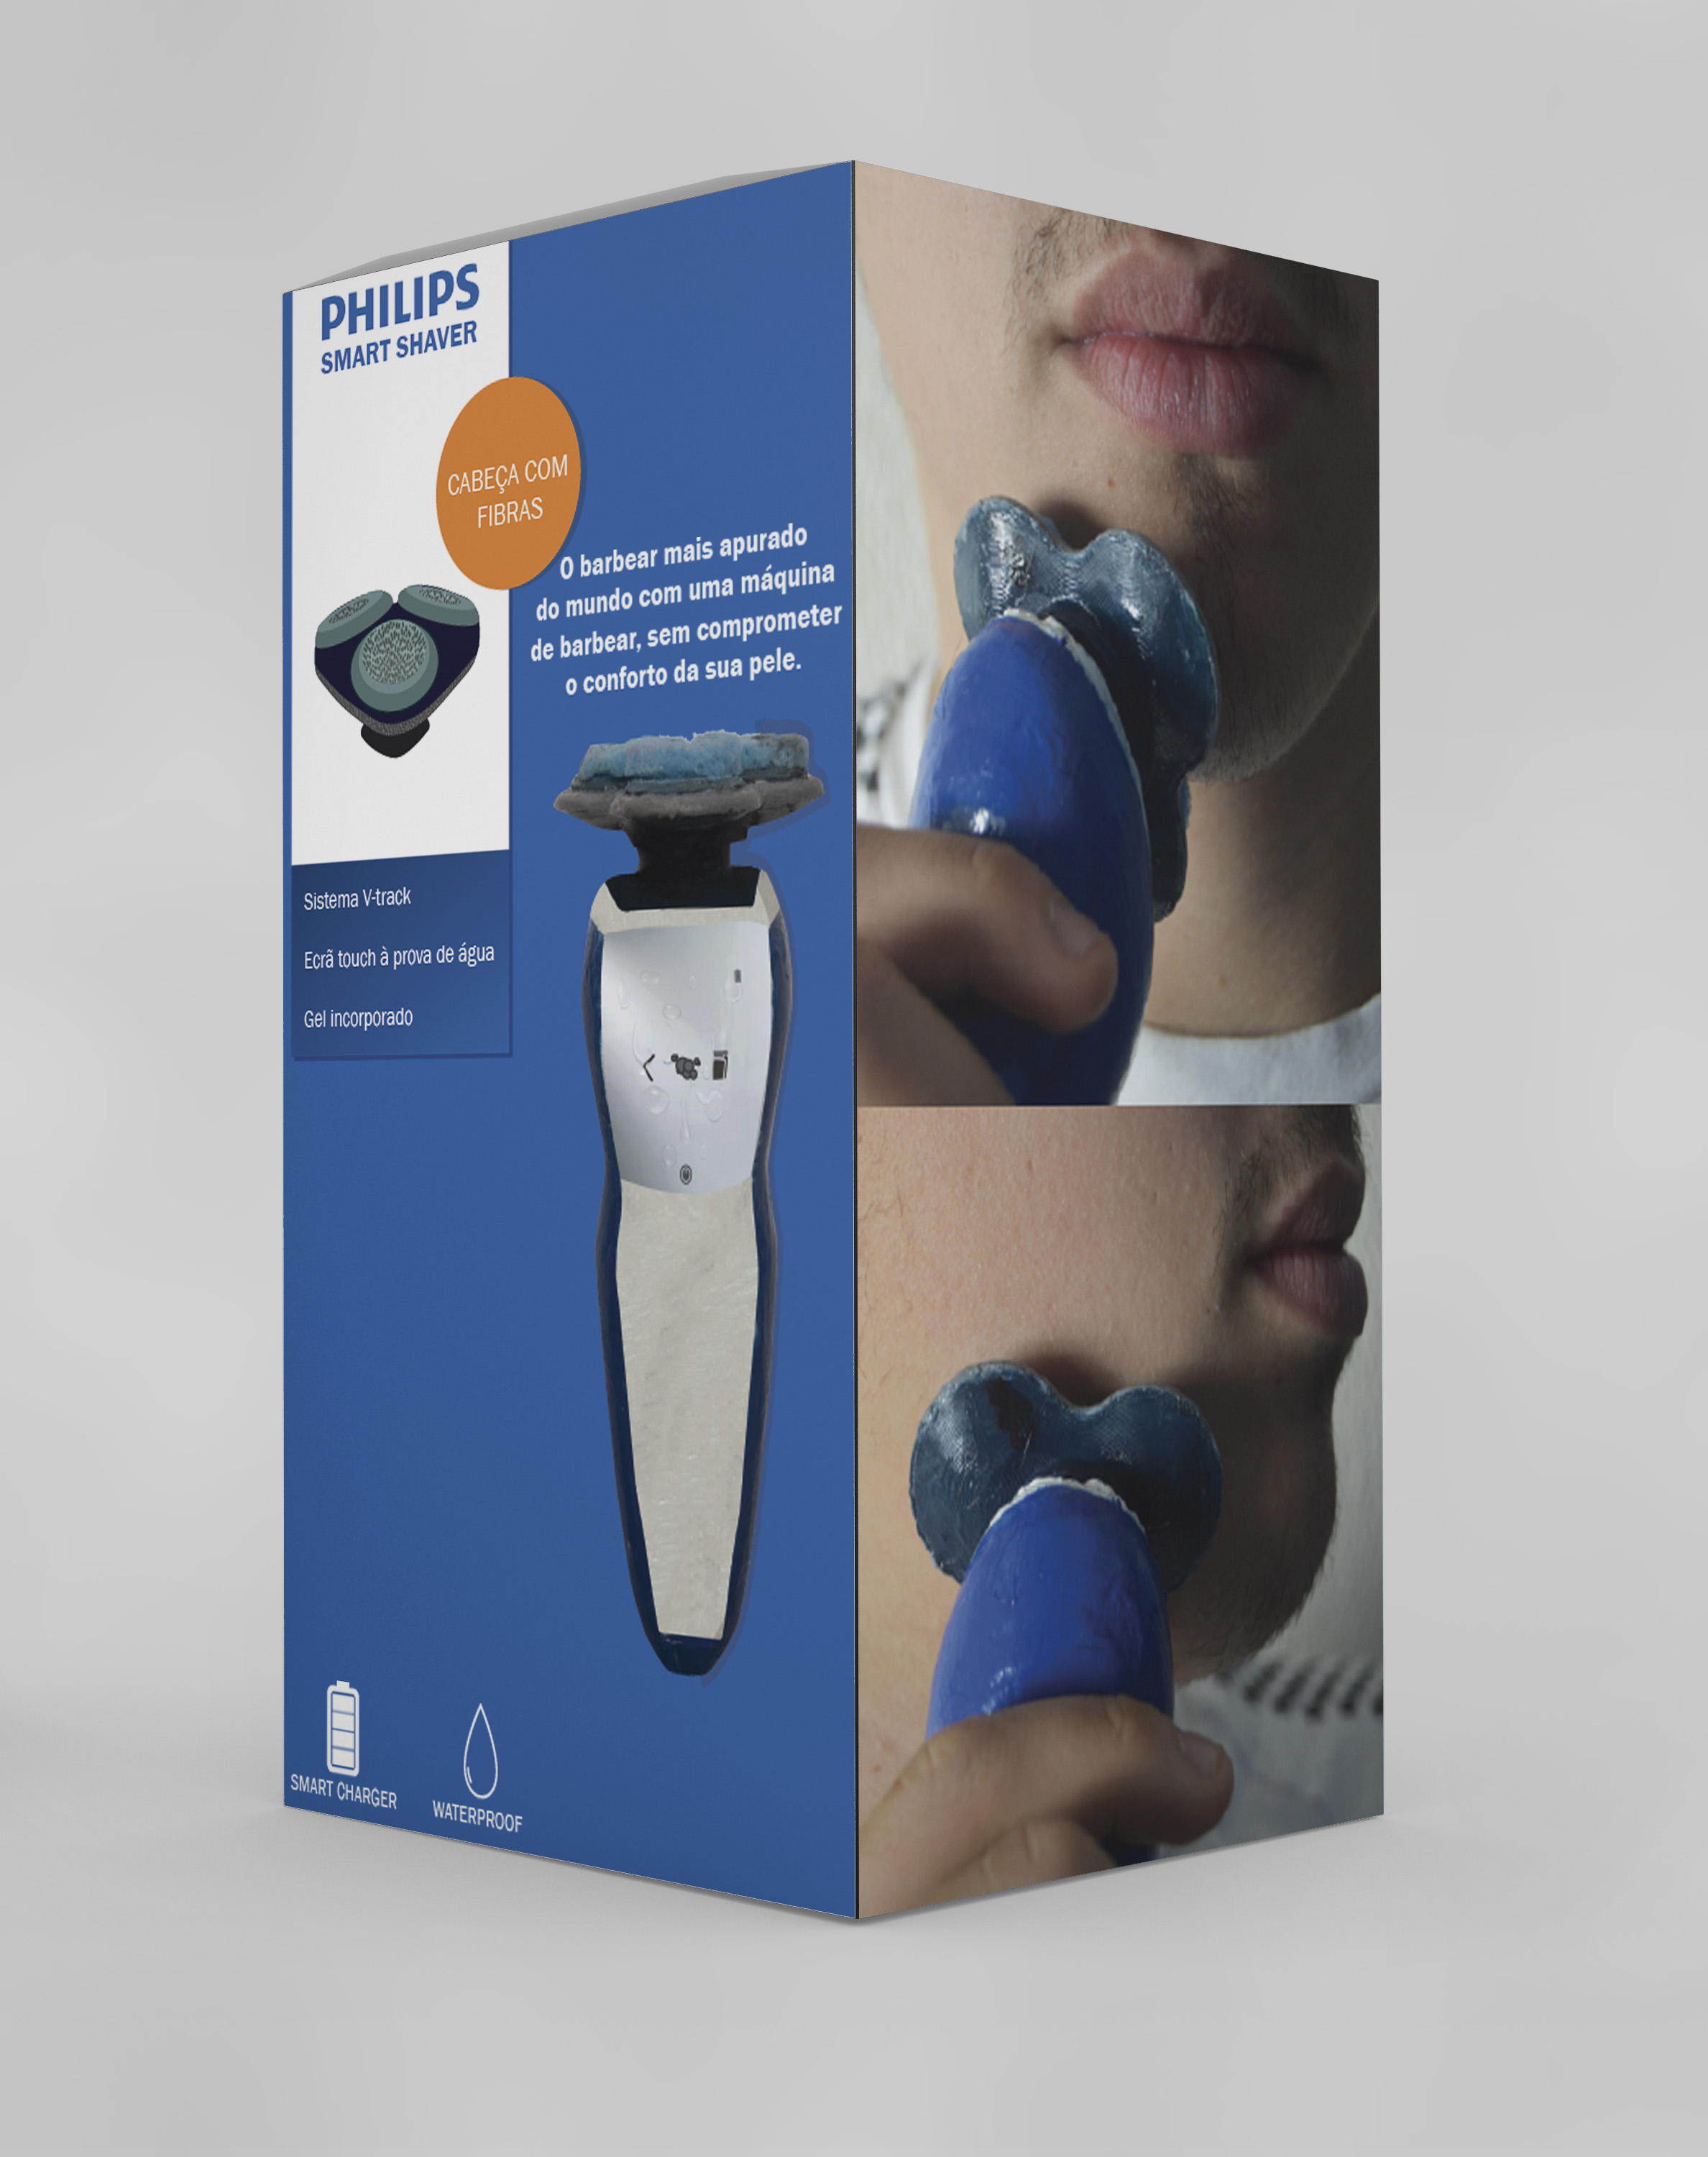 PHILIPS
SMART SHAVER
CABEÇA COM
FIBRAS
O barbear mais apurado
do mundo com uma máquina
de barbear, sem comprometer
o conforto da sua pele.
Sistema V-track
Ecrã touch à prova de água
Gel incorporado
SMART CHARGER
WATERPROOF